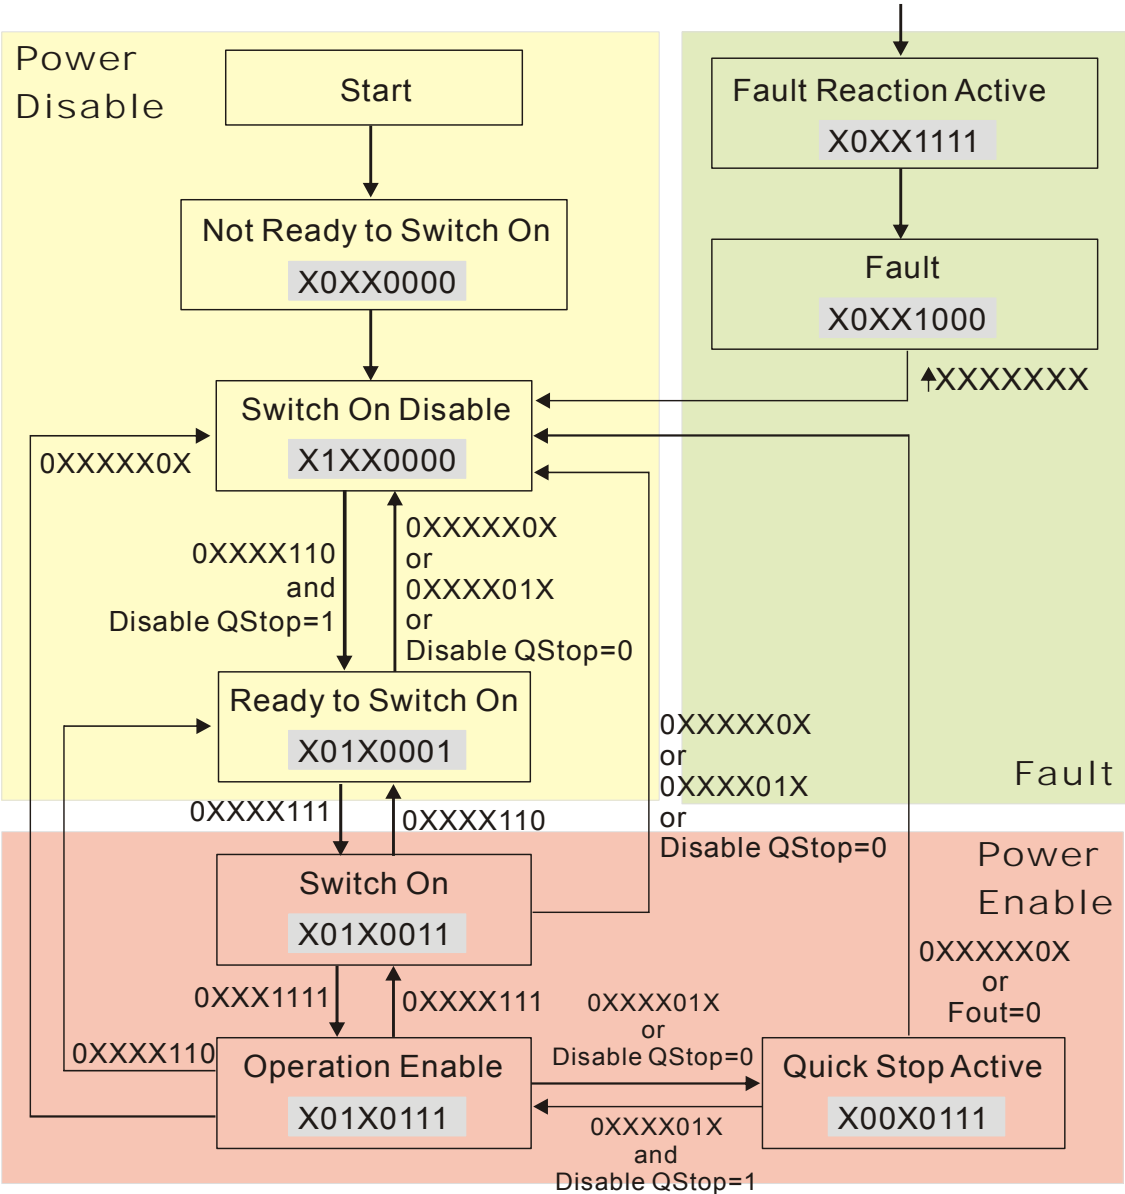 Power
Disable
Start
Not Ready to Switch On
X0XX0000
Switch On Disable
X1XX0000
0XXXXX0X
0XXXX110
and
Disable QStop=1
0XXXXX0X
or
0XXXX01X
or
Disable QStop=0
Ready to Switch On
X01X0001
0XXXX111
0XXXX110
Fault Reaction Active
X0XX1111
Fault
X0XX1000
XXXXXXX
Fault
0XXXXX0X
or
0XXXX01X
or
Disable QStop=0
Power
Enable
Switch On
X01X0011
0XXX1111
0XXXX111
0XXXX110
Operation Enable
X01X0111
0XXXX01X
or
Disable QStop=0
0XXXX01X
and
Disable QStop=1
0XXXXX0X
or
Fout=0
Quick Stop Active
X00X0111